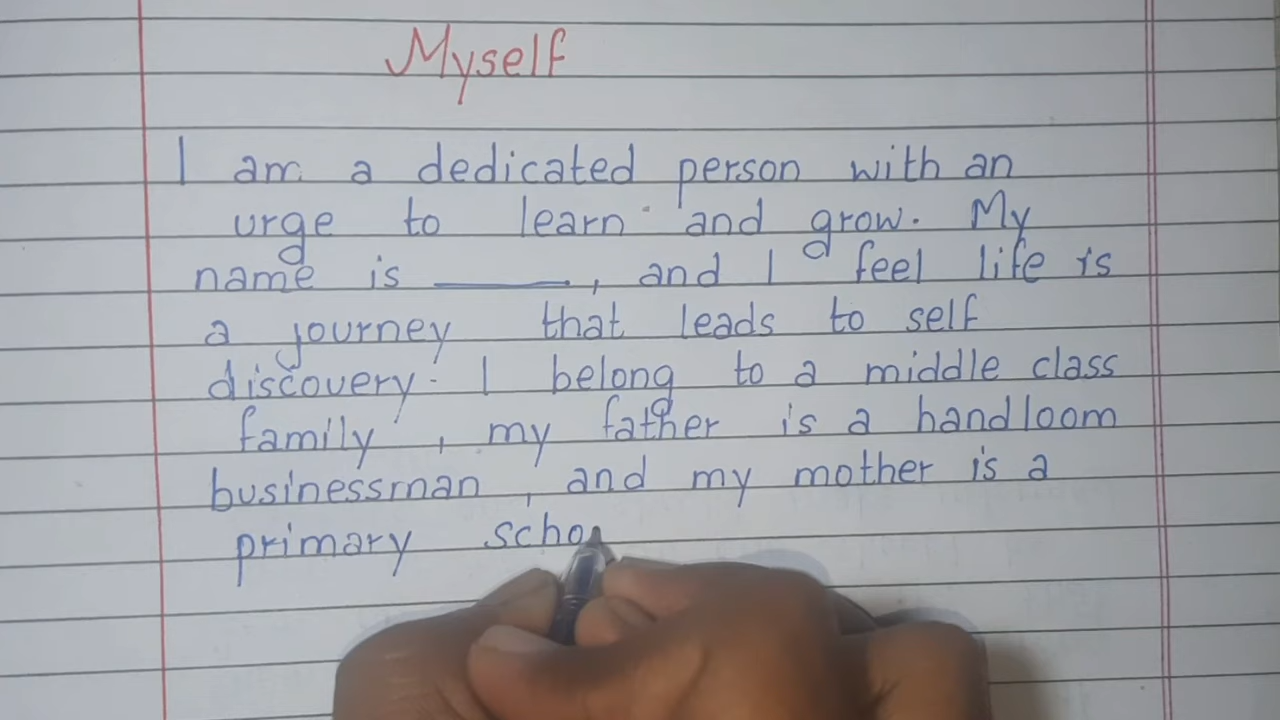 Myself
I am a dedicated person with an
urge to learn and grow. My
name is ______, and I feel life is
a journey that leads to self
discovery. I belong to a middle class
family, my father is a handloom
businessman, and my mother is a
primary scho